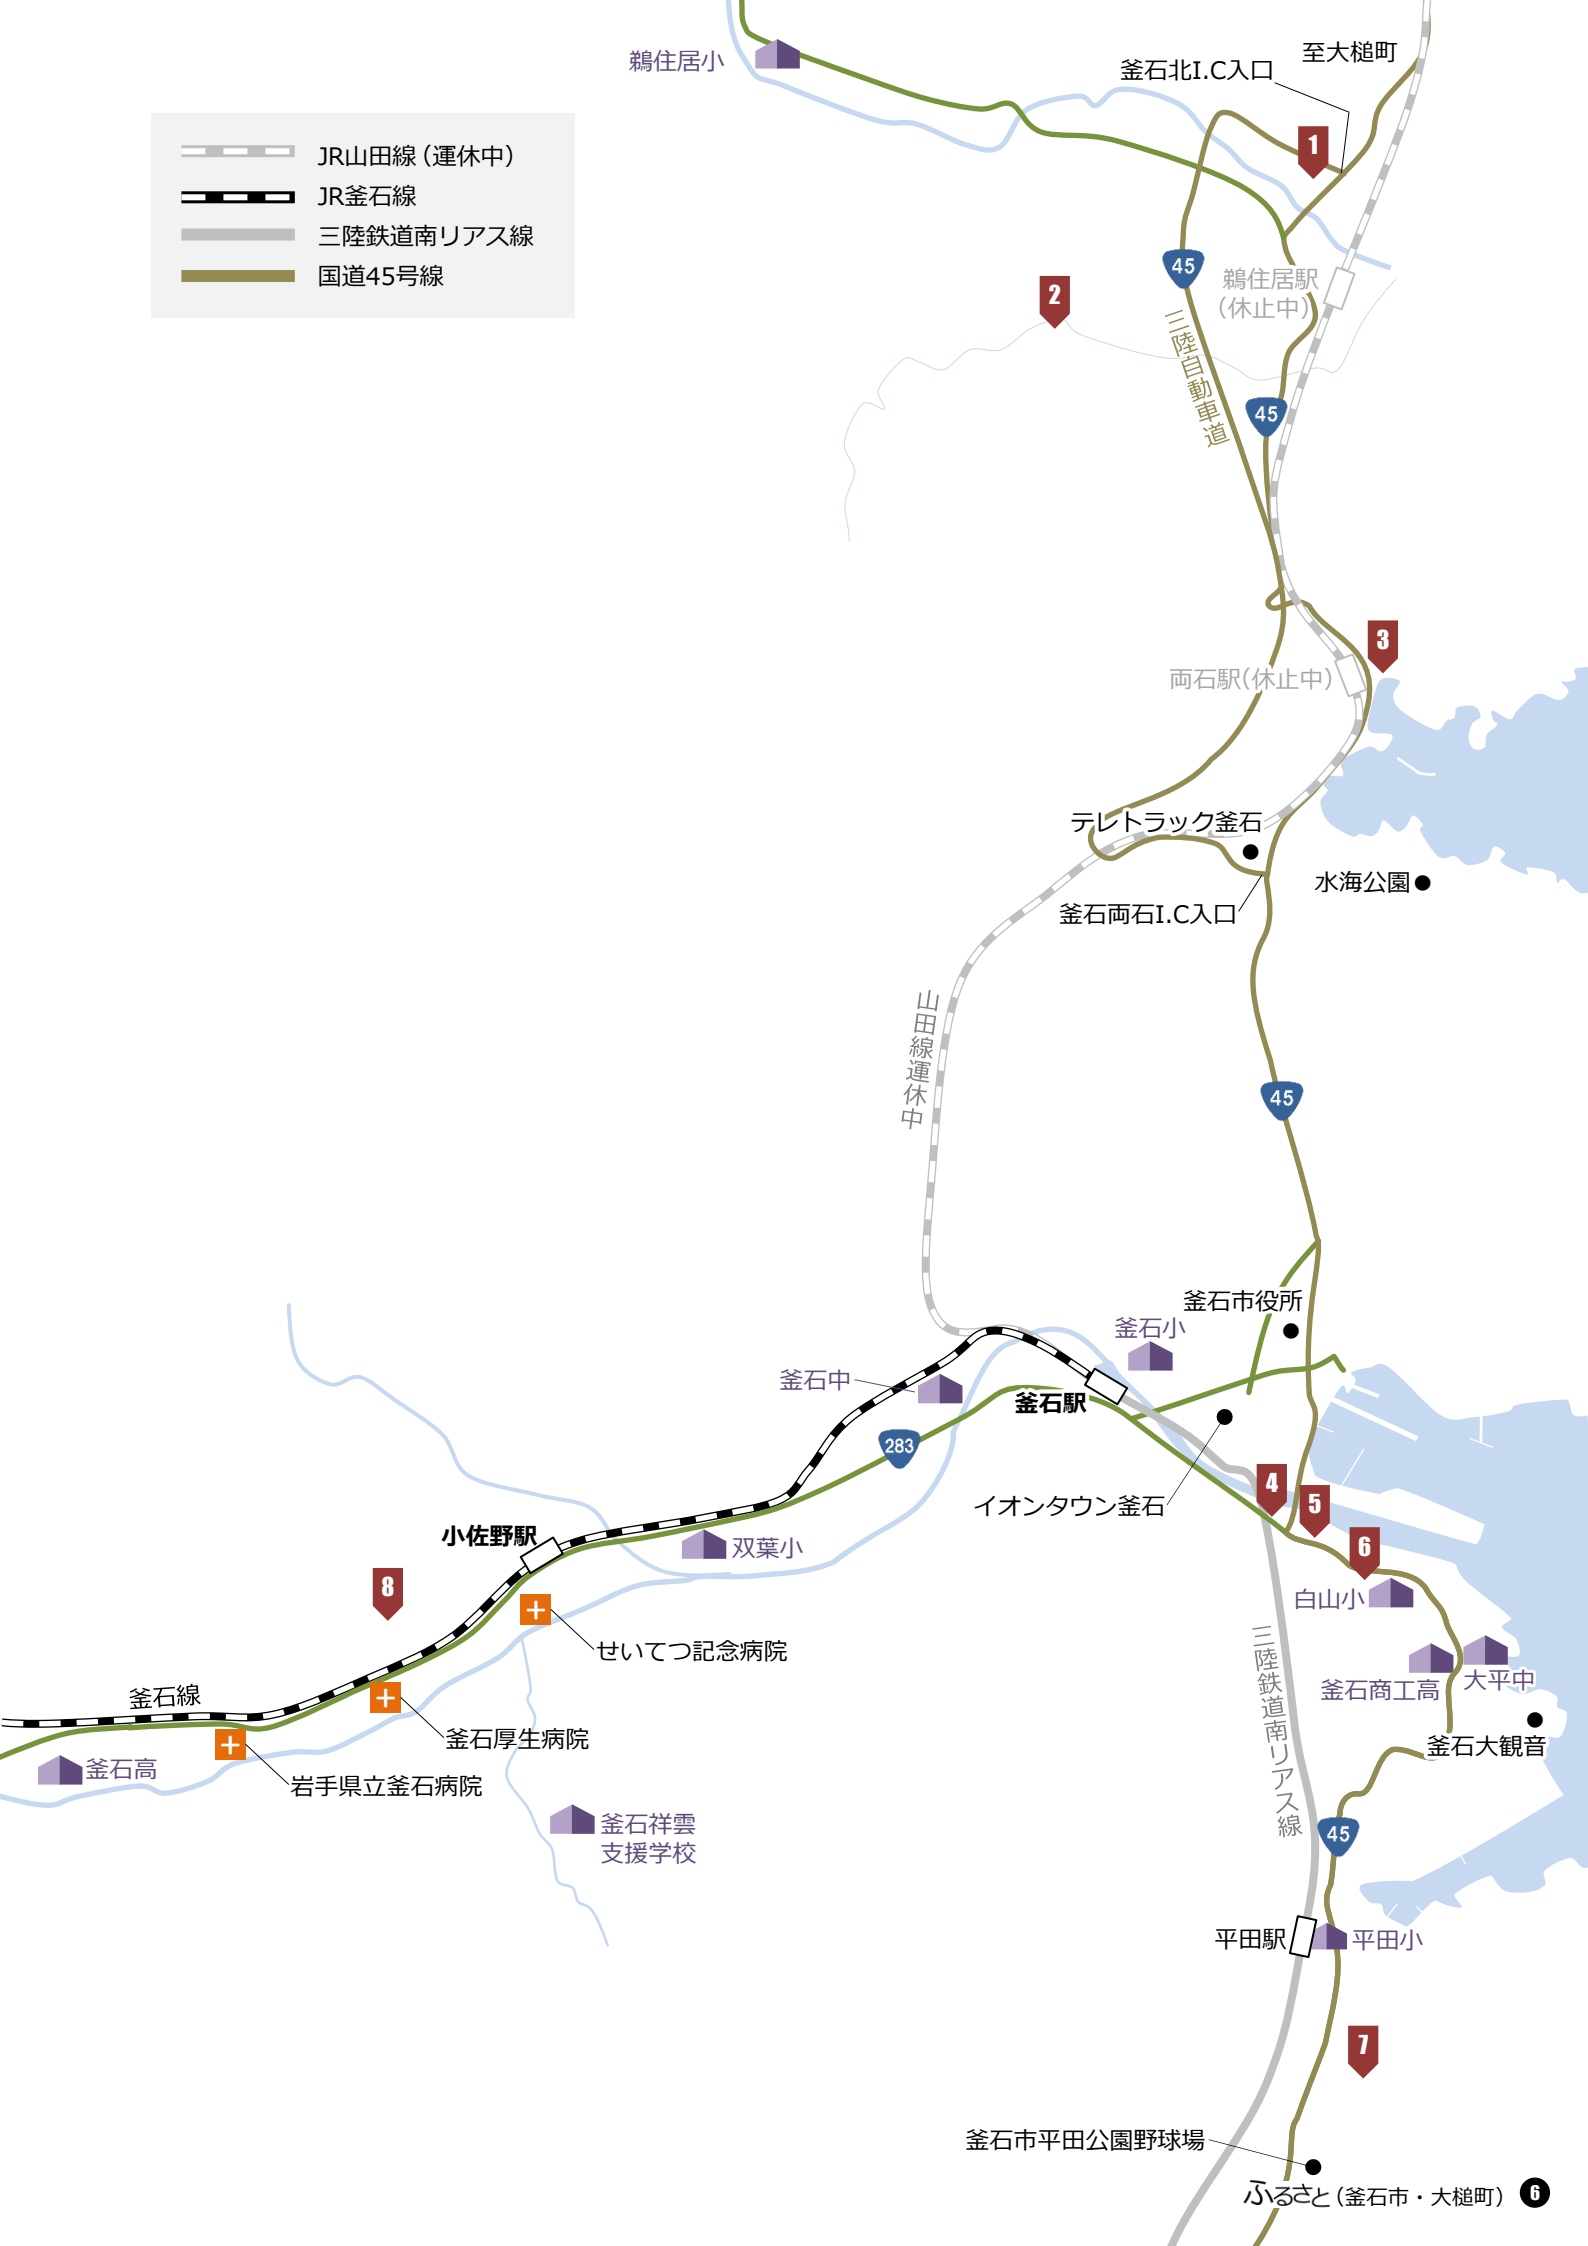 鵜住居小
釜石北I.C入口
至大槌町
JR山田線（運休中）
JR釜石線
三陸鉄道南リアス線
国道45号線
1
45
鵜住居駅
（休止中）
2
三陸自動車道
45
3
両石駅（休止中）
テレトラック釜石
水海公園
釜石両石I.C入口
山田線運休中
45
釜石市役所
釜石小
釜石中
釜石駅
283
イオンタウン釜石
4
5
6
小佐野駅
双葉小
8
白山小
せいてつ記念病院
釜石線
釜石商工高
大平中
釜石厚生病院
釜石大観音
釜石高
岩手県立釜石病院
三陸鉄道南リアス線
釜石祥雲
支援学校
45
平田駅
平田小
7
釜石市平田公園野球場
ふるさと（釜石市・大槌町） 6